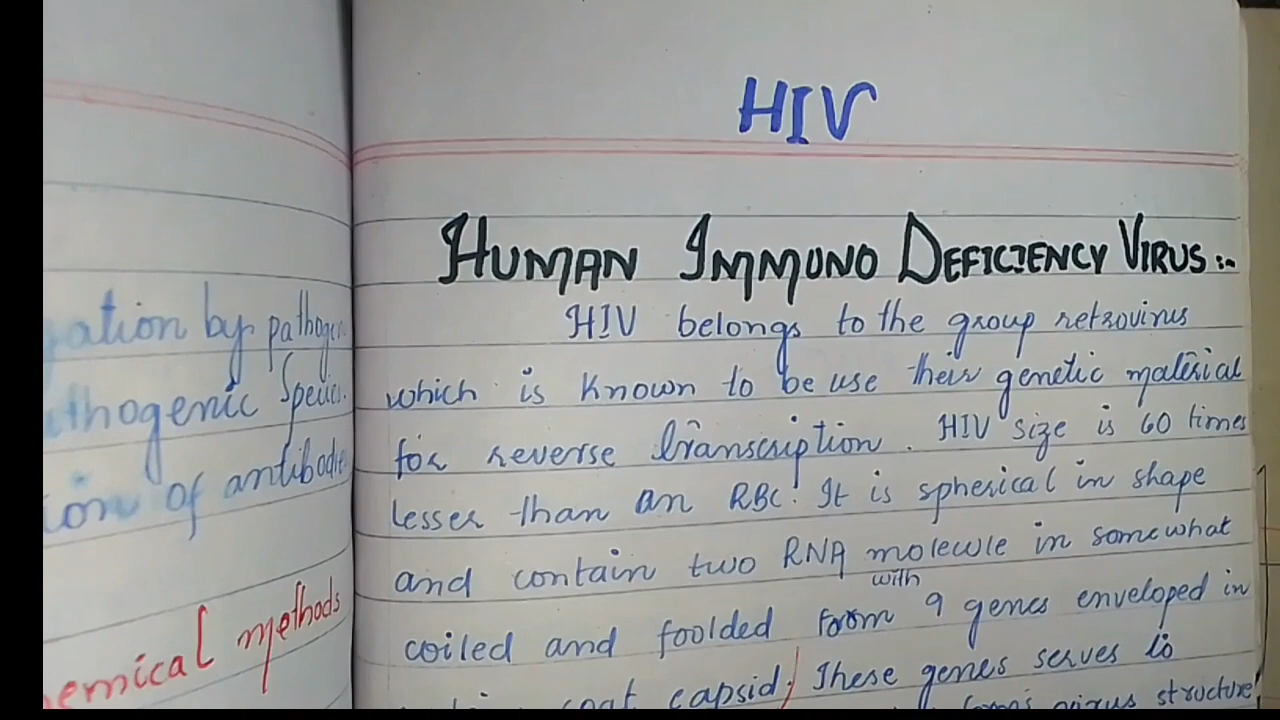 ation by pathogen
thogenic Species.
ion of antibodie
emical methods
HIV
HUMAN IMMUNO DEFICIENCY VIRUS:-
HIV belongs to the group retrovirus
which is known to be use their genetic material
for reverse transcription. HIV size is 60 times
lesser than an RBC. It is spherical in shape
and contain two RNA molecule in somewhat
coiled and foolded form with 9 genes enveloped in
coat capsid. These genes serves to
virus structure